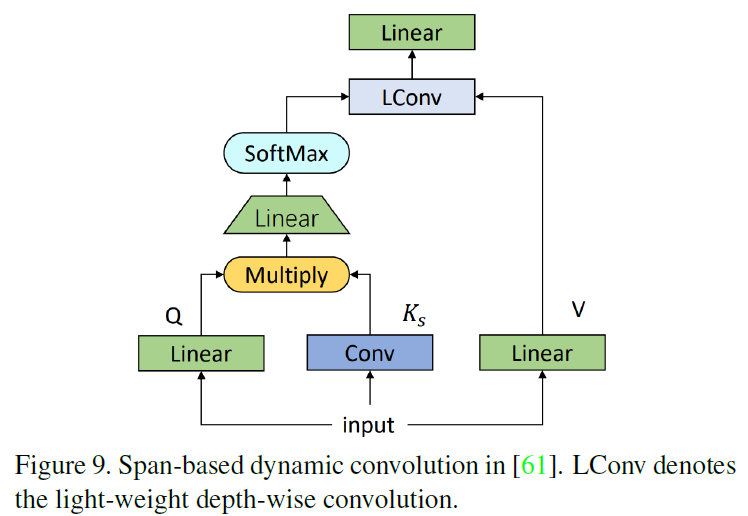 Linear
LConv
SoftMax
Linear
Multiply
Q
K_s
V
Linear
Conv
Linear
input
Figure 9. Span-based dynamic convolution in [61]. LConv denotes
the light-weight depth-wise convolution.